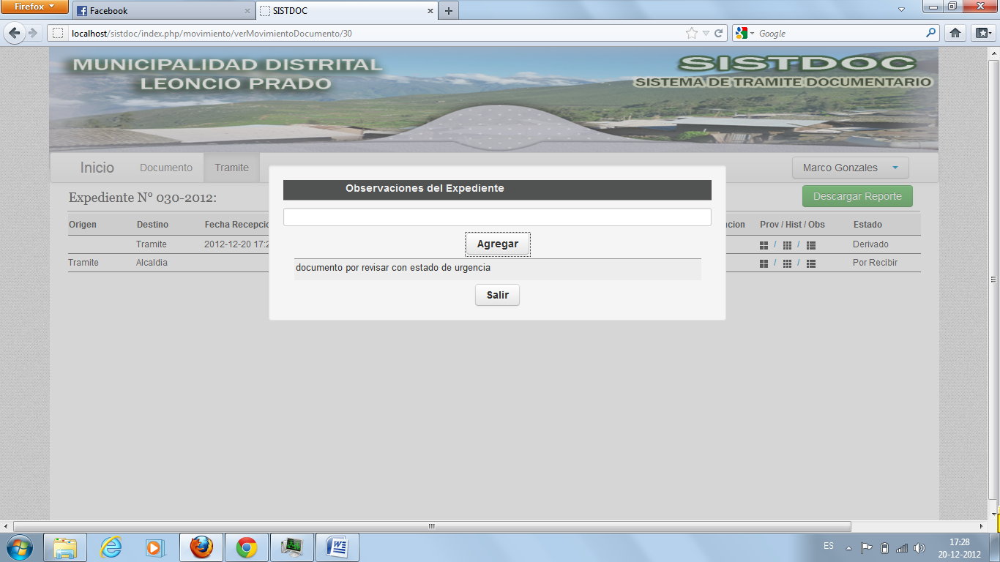 Firefox
Facebook
SISTDOC
localhost/sistdoc/index.php/movimiento/verMovimientoDocumento/30
Google
MUNICIPALIDAD DISTRITAL
LEONCIO PRADO
SISTDOC
SISTEMA DE TRAMITE DOCUMENTARIO
Inicio Documento Tramite Marco Gonzales
Expediente N° 030-2012: Descargar Reporte
Observaciones del Expediente
Origen Destino Fecha Recepcio cion Prov / Hist / Obs Estado
Tramite 2012-12-20 17:2 / / Derivado
Agregar
Tramite Alcaldia / / Por Recibir
documento por revisar con estado de urgencia
Salir
ES
17:28
20-12-2012